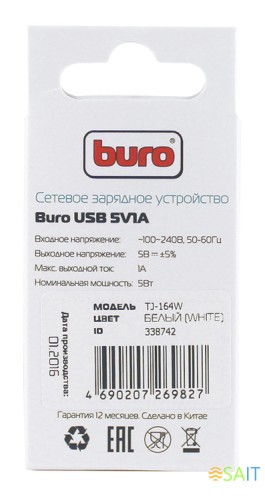 buro
Сетевое зарядное устройство
Buro USB 5V1A
Входное напряжение: ~100~240В, 50-60Гц
Выходное напряжение: 5В ⎓ ±5%
Макс. выходной ток: 1А
Номинальная мощность: 5Вт
МОДЕЛЬ TJ-164W
ЦВЕТ БЕЛЫЙ (WHITE)
ID 338742
Дата производства:
01.2016
4 690207 269827
Гарантия 12 месяцев. Сделано в Китае
EAC
SAIT